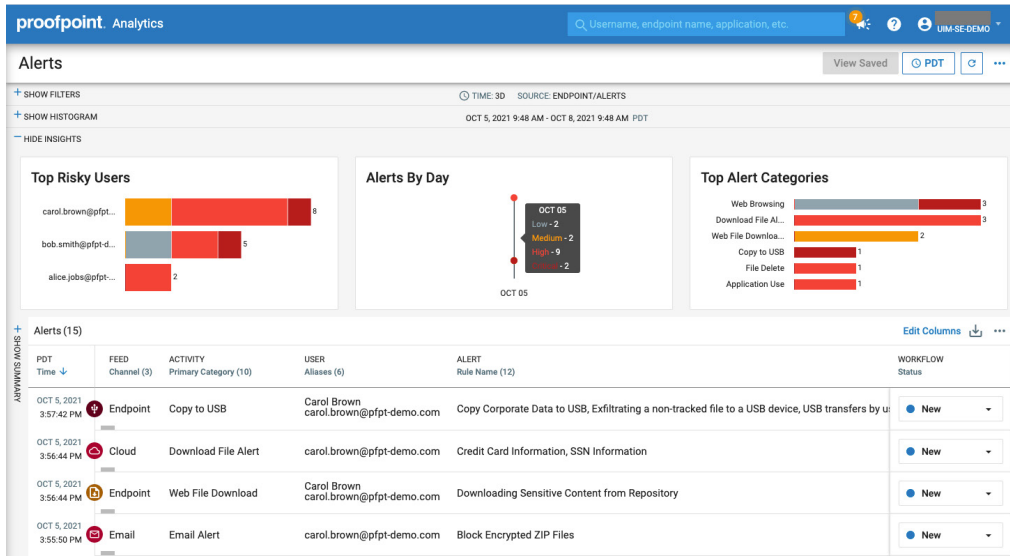 proofpoint. Analytics
Username, endpoint name, application, etc.
7
?
UIM-SE-DEMO
Alerts
View Saved
PDT
+ SHOW FILTERS
TIME: 3D SOURCE: ENDPOINT/ALERTS
+ SHOW HISTOGRAM
OCT 5, 2021 9:48 AM - OCT 8, 2021 9:48 AM PDT
HIDE INSIGHTS
Top Risky Users
carol.brown@pfpt...
8
bob.smith@pfpt-d...
5
alice.jobs@pfpt-...
2
Alerts By Day
OCT 05
Low - 2
Medium - 2
High - 9
- 2
OCT 05
Top Alert Categories
Web Browsing
3
Download File Al...
3
Web File Downloa...
2
Copy to USB
1
File Delete
1
Application Use
1
+ SHOW SUMMARY
Alerts (15)
Edit Columns
PDT FEED ACTIVITY USER ALERT WORKFLOW
Time Channel (3) Primary Category (10) Aliases (6) Rule Name (12) Status
OCT 5, 2021
3:57:42 PM Endpoint Copy to USB Carol Brown
carol.brown@pfpt-demo.com
Copy Corporate Data to USB, Exfiltrating a non-tracked file to a USB device, USB transfers by u
New
OCT 5, 2021
3:56:44 PM Cloud Download File Alert carol.brown@pfpt-demo.com Credit Card Information, SSN Information New
OCT 5, 2021
3:56:44 PM Endpoint Web File Download Carol Brown
carol.brown@pfpt-demo.com
Downloading Sensitive Content from Repository New
OCT 5, 2021
3:55:50 PM Email Email Alert carol.brown@pfpt-demo.com Block Encrypted ZIP Files New